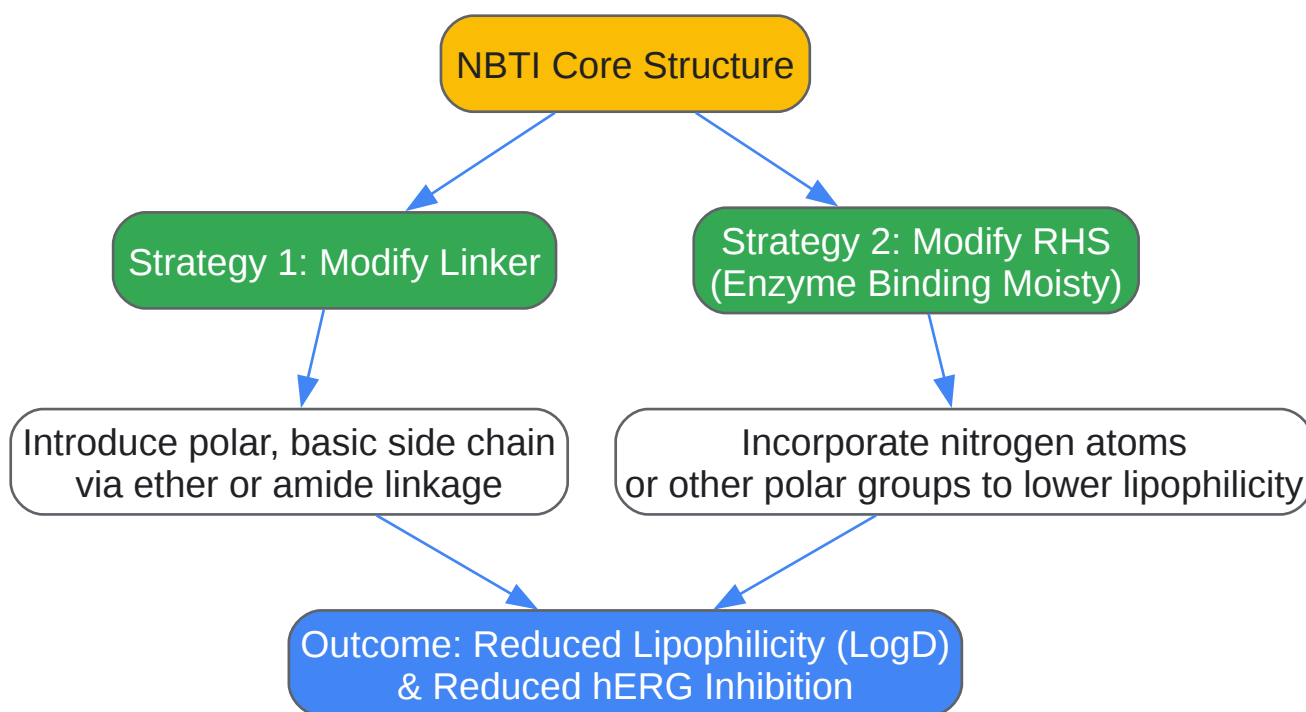 NBTI Core Structure
Strategy 1: Modify Linker
Strategy 2: Modify RHS
(Enzyme Binding Moisty)
Introduce polar, basic side chain
via ether or amide linkage
Incorporate nitrogen atoms
or other polar groups to lower lipophilicity
Outcome: Reduced Lipophilicity (LogD)
& Reduced hERG Inhibition